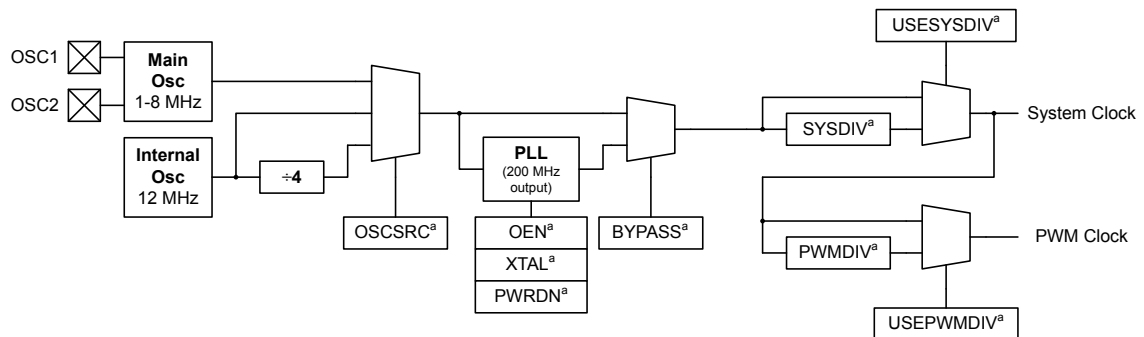 USESYSDIVᵃ
OSC1
Main
Osc
1-8 MHz
OSC2
System Clock
SYSDIVᵃ
PLL
(200 MHz
output)
Internal
Osc
12 MHz
÷4
OSCSRCᵃ
OENᵃ
BYPASSᵃ
XTALᵃ
PWRDNᵃ
PWM Clock
PWMDIVᵃ
USEPWMDIVᵃ